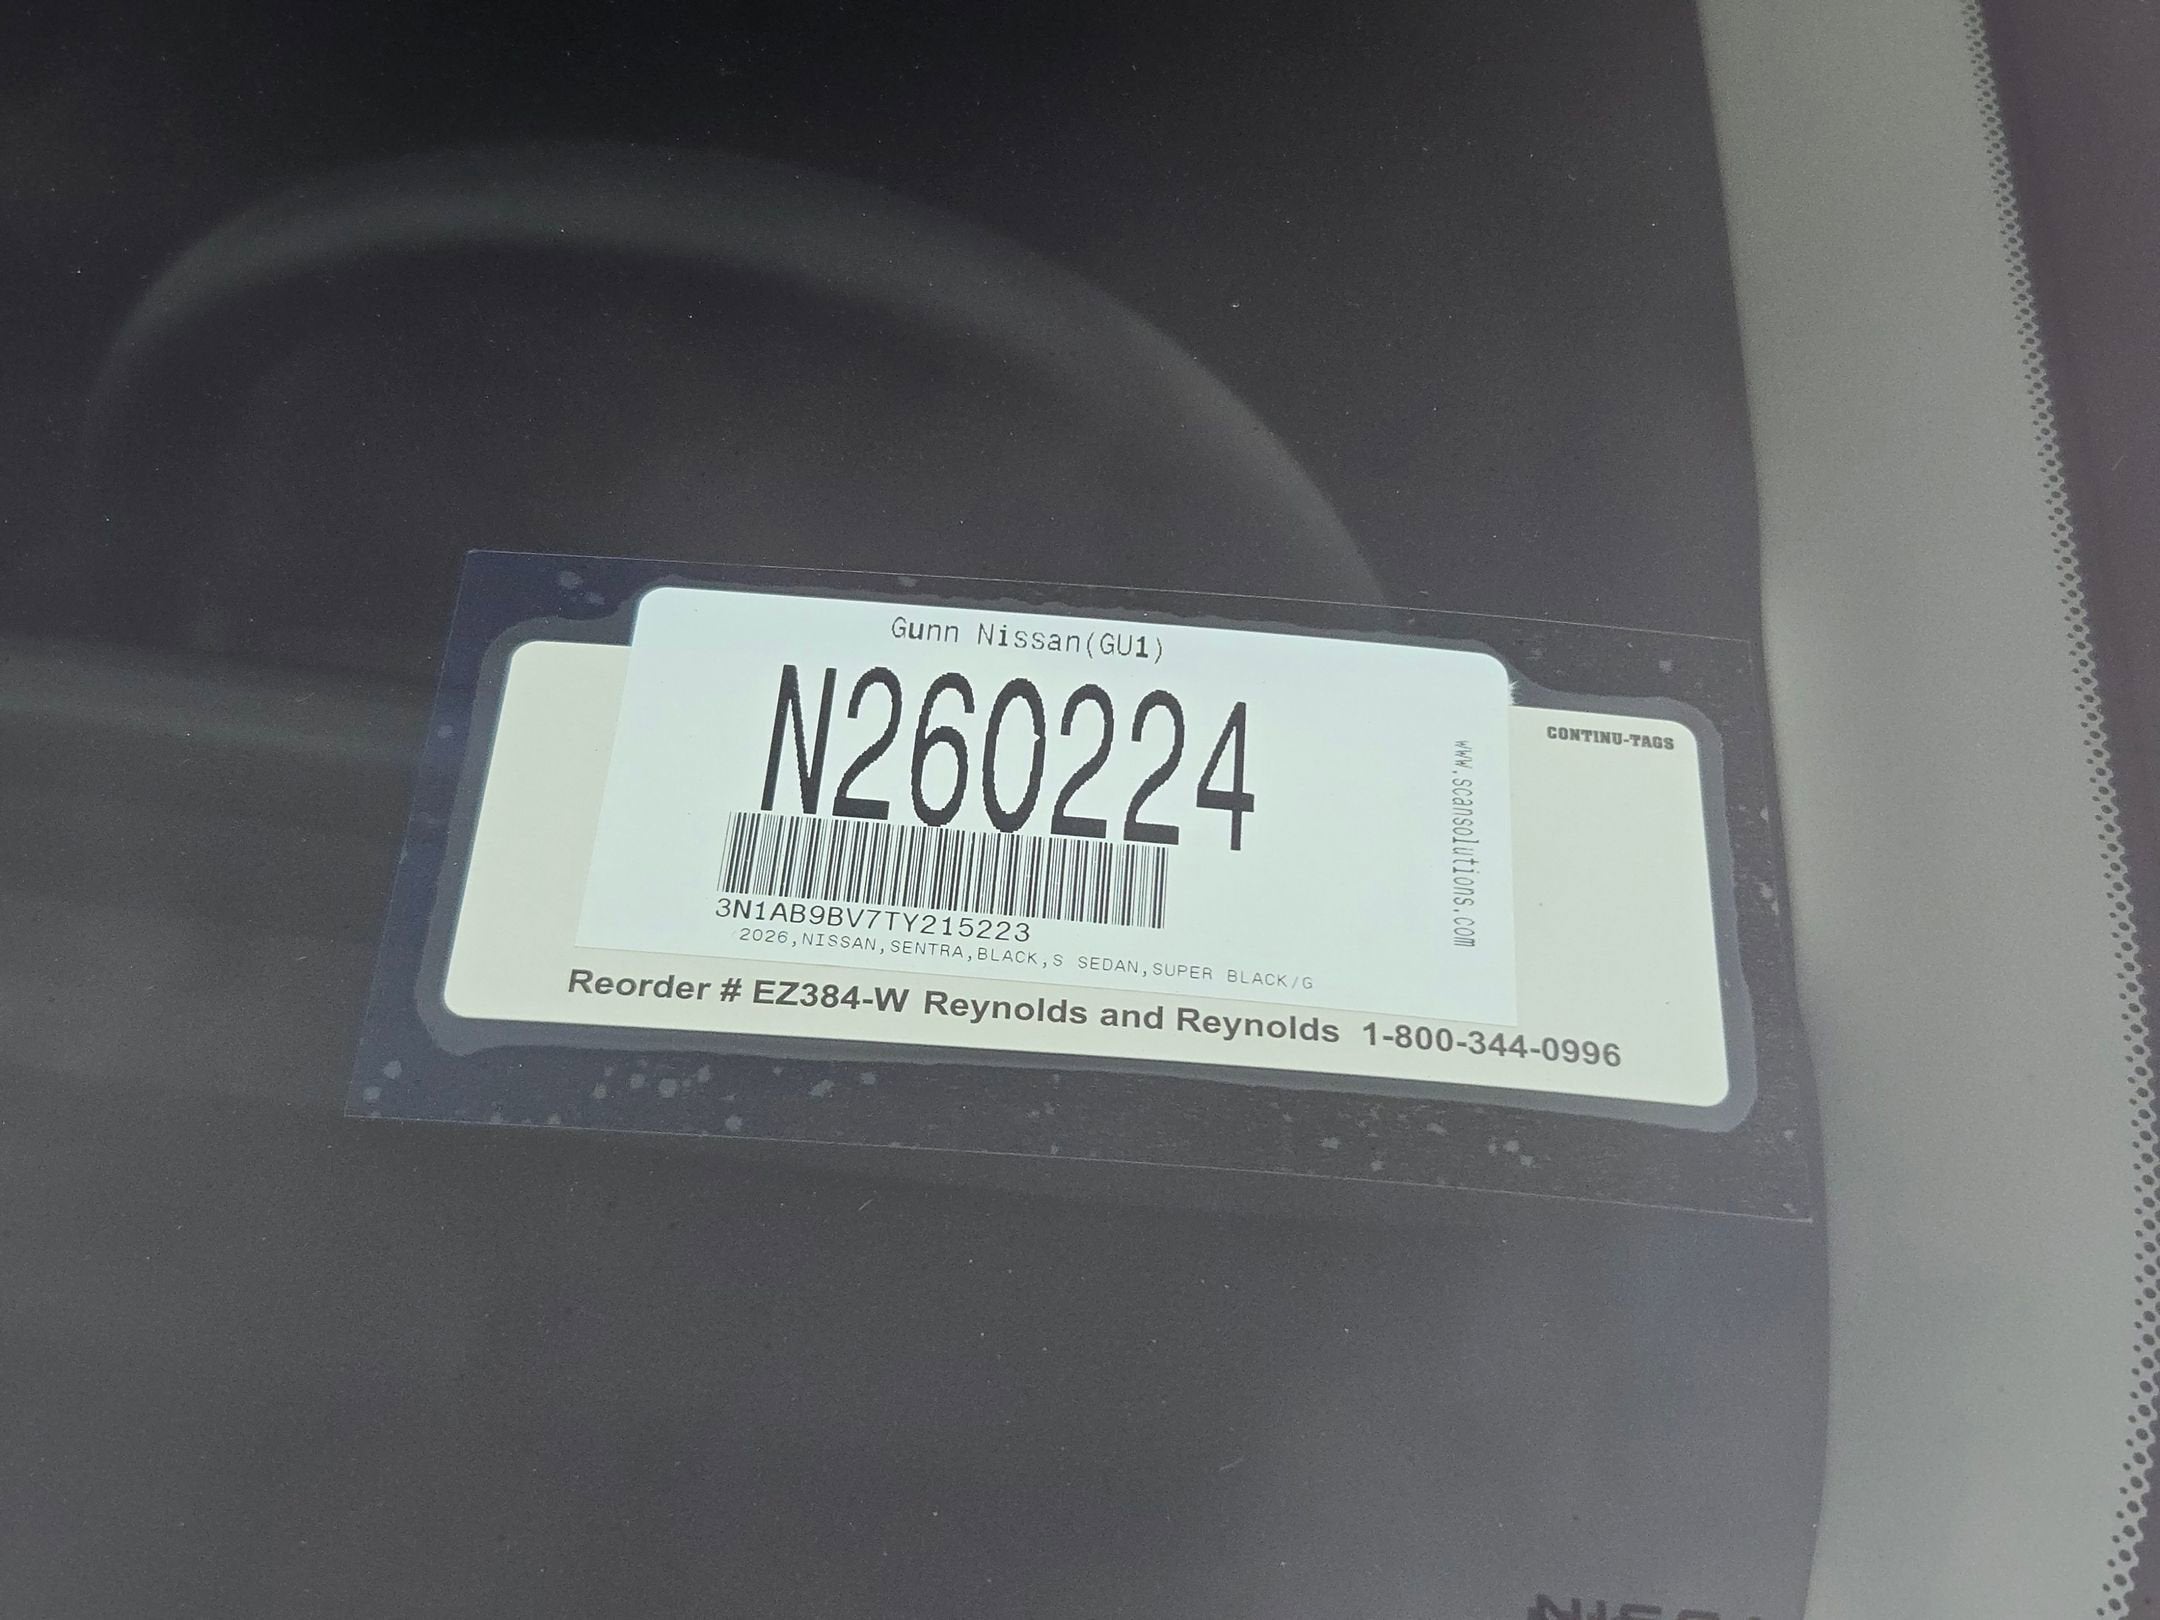 Gunn Nissan(GU1)
N260224
CONTINU-TAGS
www.scansolutions.com
3N1AB9BV7TY215223
2026,NISSAN,SENTRA,BLACK,S SEDAN,SUPER BLACK/G
Reorder # EZ384-W Reynolds and Reynolds 1-800-344-0996